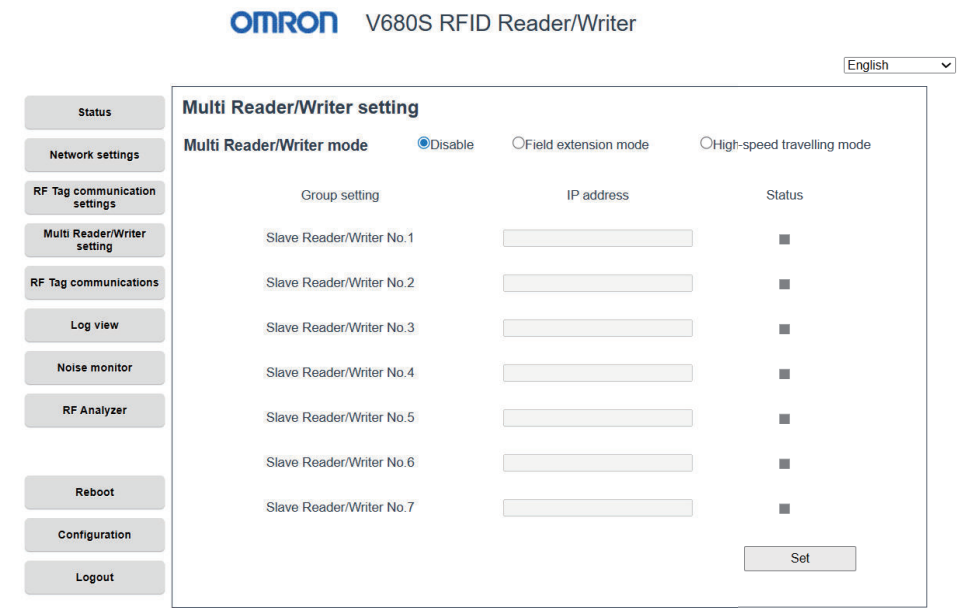 OMRON V680S RFID Reader/Writer
English
Status
Network settings
RF Tag communication
settings
Multi Reader/Writer
setting
RF Tag communications
Log view
Noise monitor
RF Analyzer
Reboot
Configuration
Logout
Multi Reader/Writer setting
Multi Reader/Writer mode Disable Field extension mode High-speed travelling mode
Group setting IP address Status
Slave Reader/Writer No.1
Slave Reader/Writer No.2
Slave Reader/Writer No.3
Slave Reader/Writer No.4
Slave Reader/Writer No.5
Slave Reader/Writer No.6
Slave Reader/Writer No.7
Set